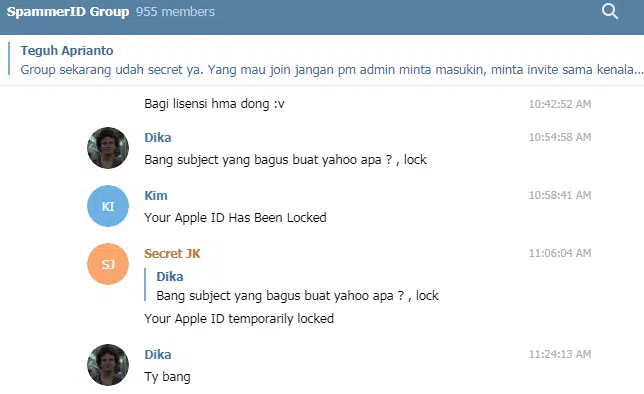 SpammerID Group 955 members
Teguh Aprianto
Group sekarang udah secret ya. Yang mau join jangan pm admin minta masukin, minta invite sama kenala...
Bagi lisensi hma dong :v 10:42:52 AM
Dika 10:54:58 AM
Bang subject yang bagus buat yahoo apa ? , lock
KI
Kim 10:58:41 AM
Your Apple ID Has Been Locked
SJ
Secret JK 11:06:04 AM
Dika
Bang subject yang bagus buat yahoo apa ? , lock
Your Apple ID temporarily locked
Dika 11:24:13 AM
Ty bang